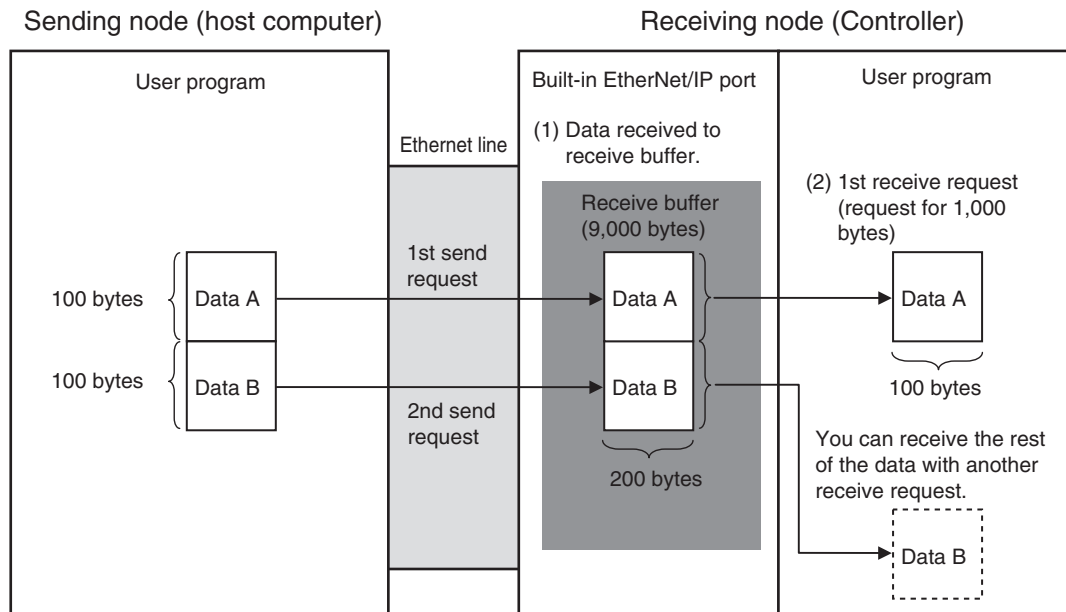 Sending node (host computer)
Receiving node (Controller)
User program
Built-in EtherNet/IP port
User program
Ethernet line
(1) Data received to
receive buffer.
(2) 1st receive request
(request for 1,000
bytes)
Receive buffer
(9,000 bytes)
1st send
request
100 bytes
Data A
Data A
Data A
100 bytes
Data B
Data B
100 bytes
2nd send
request
200 bytes
You can receive the rest
of the data with another
receive request.
Data B